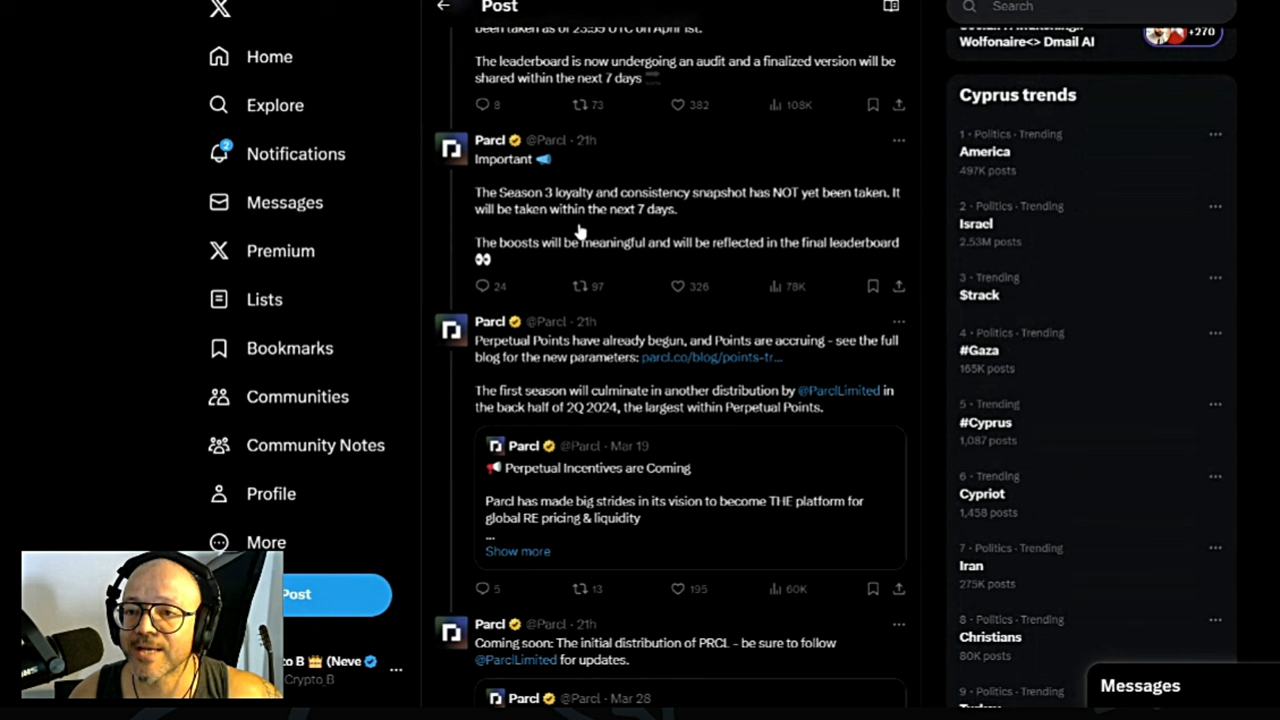 X
Home
Explore
2
Notifications
Messages
Premium
Lists
Bookmarks
Communities
Community Notes
Profile
More
Post
B 👑 (Neve
Crypto_B
← Post
been taken as of 23:59 UTC on April 1st.
The leaderboard is now undergoing an audit and a finalized version will be
shared within the next 7 days
8 73 382 108K
Parcl @Parcl · 21h
Important 📢
The Season 3 loyalty and consistency snapshot has NOT yet been taken. It
will be taken within the next 7 days.
The boosts will be meaningful and will be reflected in the final leaderboard
👀
24 97 326 78K
Parcl @Parcl · 21h
Perpetual Points have already begun, and Points are accruing - see the full
blog for the new parameters: parcl.co/blog/points-tr...
The first season will culminate in another distribution by @ParclLimited in
the back half of 2Q 2024, the largest within Perpetual Points.
Parcl @Parcl · Mar 19
📢 Perpetual Incentives are Coming
Parcl has made big strides in its vision to become THE platform for
global RE pricing & liquidity
...
Show more
5 13 195 60K
Parcl @Parcl · 21h
Coming soon: The initial distribution of PRCL - be sure to follow
@ParclLimited for updates.
Parcl @Parcl · Mar 28
Search
Wolfonaire<> Dmail AI
+270
Cyprus trends
1 · Politics · Trending
America
497K posts
2 · Politics · Trending
Israel
2.53M posts
3 · Trending
$track
4 · Politics · Trending
#Gaza
165K posts
5 · Trending
#Cyprus
1,087 posts
6 · Trending
Cypriot
1,458 posts
7 · Politics · Trending
Iran
275K posts
8 · Politics · Trending
Christians
80K posts
9 · Politics · Trending
Messages